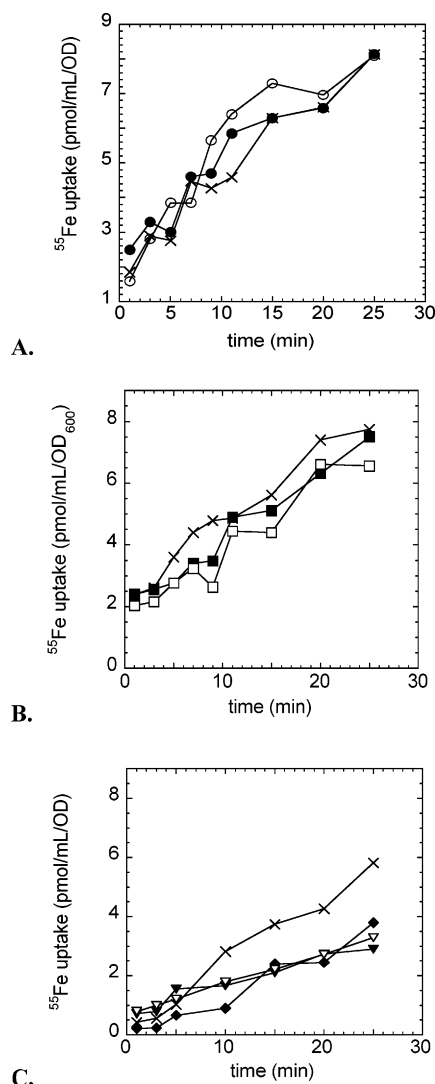 9
7
5
3
1
⁵⁵Fe uptake (pmol/mL/OD)
0 5 10 15 20 25 30
time (min)
A.
8
6
4
2
0
⁵⁵Fe uptake (pmol/mL/OD₆₀₀)
0 10 20 30
time (min)
B.
8
6
4
2
0
⁵⁵Fe uptake (pmol/mL/OD)
0 10 20 30
time (min)
C.